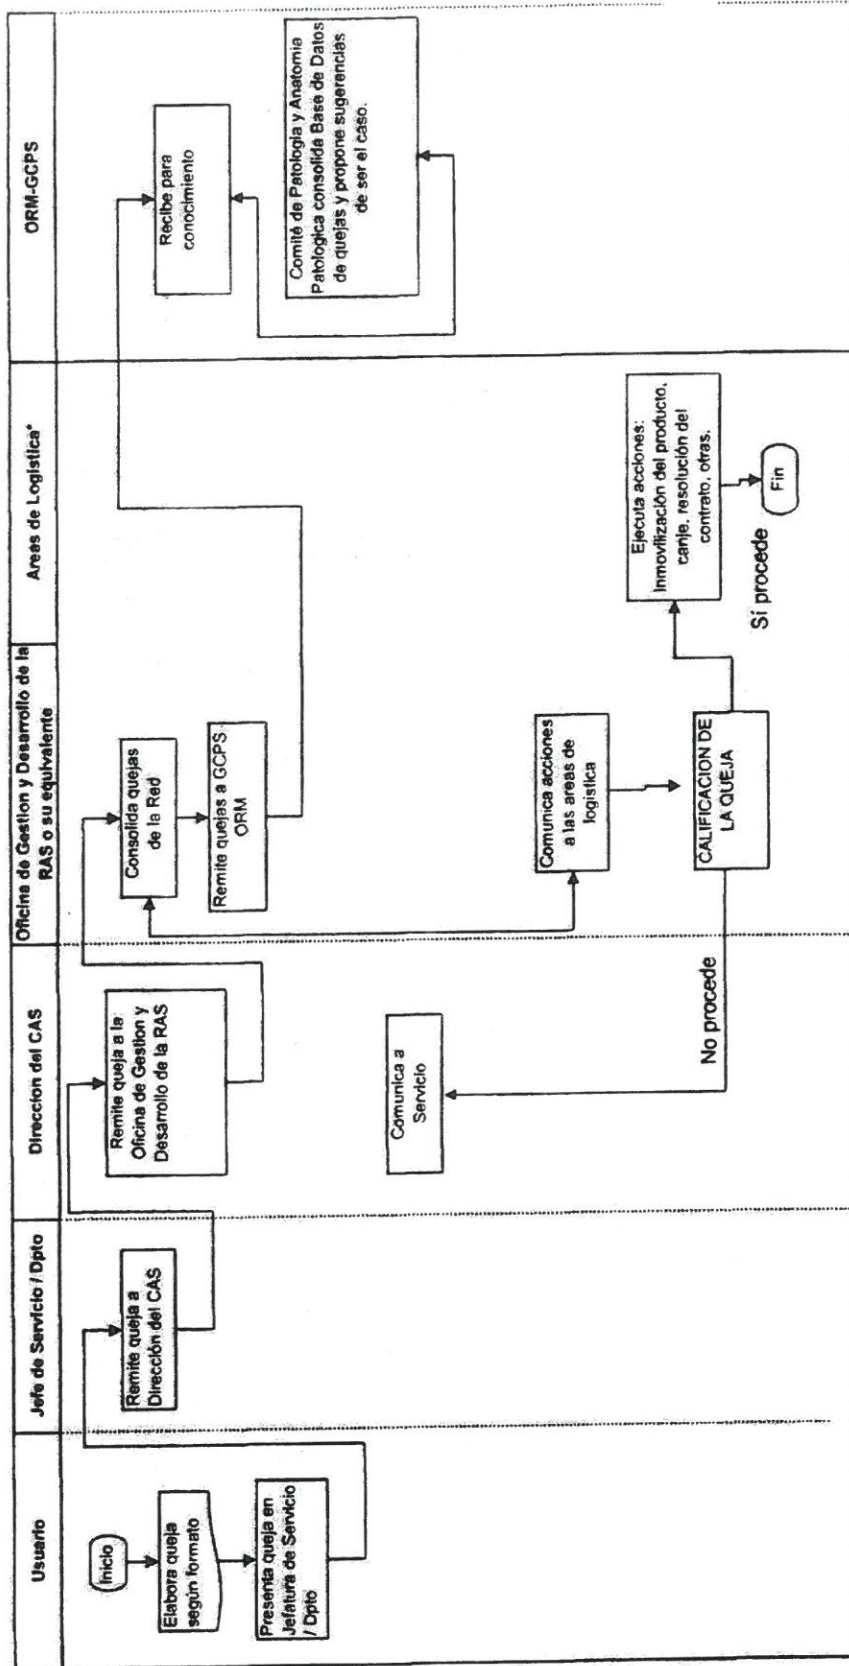 Usuario
Jefe de Servicio / Dpto
Direccion del CAS
Oficina de Gestion y Desarrollo de la
RAS o su equivalente
Areas de Logistica*
ORM-GCPS
Inicio
Elabora queja
según formato
Presenta queja en
Jefatura de Servicio
/ Dpto
Remite queja a
Dirección del CAS
Remite queja a la
Oficina de Gestion y
Desarrollo de la RAS
Comunica a
Servicio
No procede
Consolida quejas
de la Red
Remite quejas a GCPS
ORM
Comunica acciones
a las areas de
logistica
CALIFICACION DE
LA QUEJA
Ejecuta acciones:
Inmovilización del producto,
canje, resolución del
contrato, otras.
Si procede
Fin
Recibe para
conocimiento
Comité de Patologia y Anatomia
Patologica consolida Base de Datos
de quejas y propone sugerencias
de ser el caso.